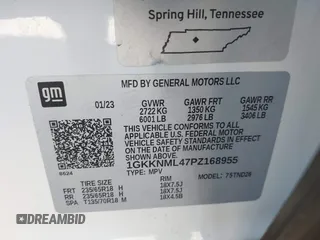 Spring Hill, Tennessee
gm
MFD BY GENERAL MOTORS LLC
01/23 GVWR GAWR FRT GAWR RR
2722 KG 1350 KG 1545 KG
6001 LB 2976 LB 3406 LB
THIS VEHICLE CONFORMS TO ALL
APPLICABLE U.S. FEDERAL MOTOR
VEHICLE SAFETY STANDARDS IN
EFFECT ON THE DATE OF
MANUFACTURE SHOWN ABOVE.
1GKKNML47PZ168955
TYPE: MPV MODEL:
TIRE SIZE RIM
FRT 235/65R18 H 18X7.5J
RR 235/65R18 H 18X7.5J
SPA T135/70R18 M 18X4.5B
DREAMBID